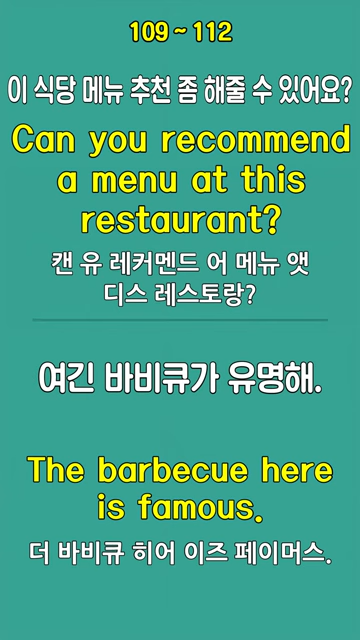 109 ~ 112
이 식당 메뉴 추천 좀 해줄 수 있어요?
Can you recommend
a menu at this
restaurant?
캔 유 레커멘드 어 메뉴 앳
디스 레스토랑?
여긴 바비큐가 유명해.
The barbecue here
is famous.
더 바비큐 히어 이즈 페이머스.